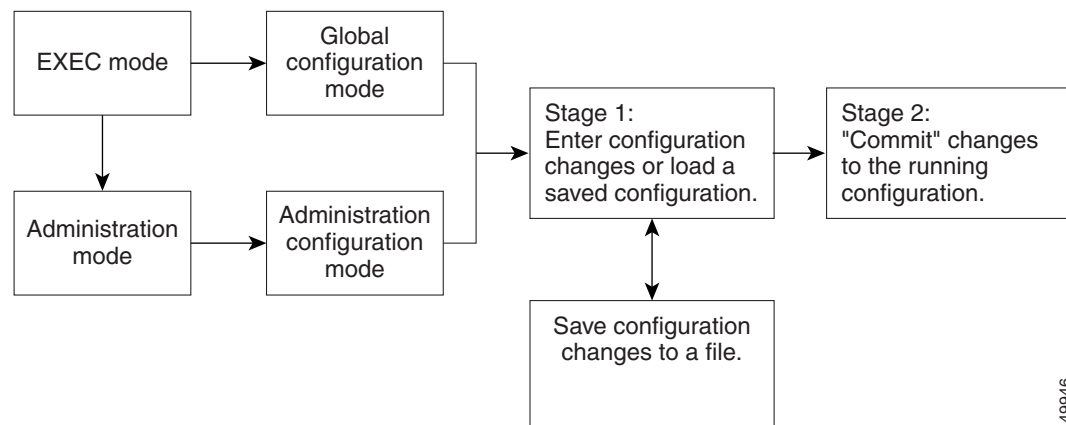 EXEC mode
Global
configuration
mode
Administration
mode
Administration
configuration
mode
Stage 1:
Enter configuration
changes or load a
saved configuration.
Stage 2:
"Commit" changes
to the running
configuration.
Save configuration
changes to a file.
49946